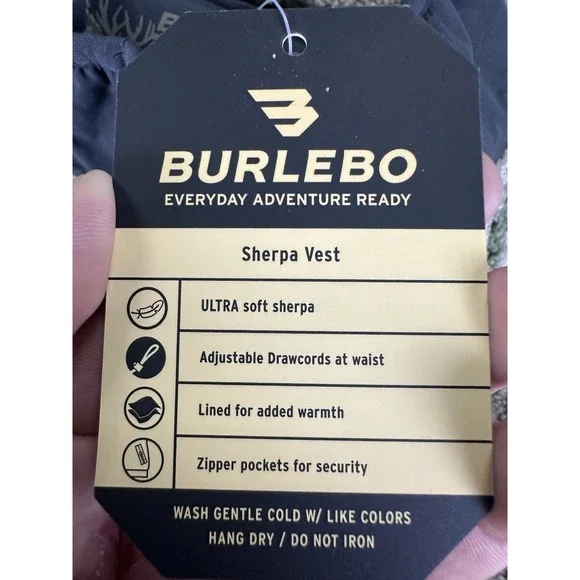 BURLEBO
EVERYDAY ADVENTURE READY
Sherpa Vest
ULTRA soft sherpa
Adjustable Drawcords at waist
Lined for added warmth
Zipper pockets for security
WASH GENTLE COLD W/ LIKE COLORS
HANG DRY / DO NOT IRON